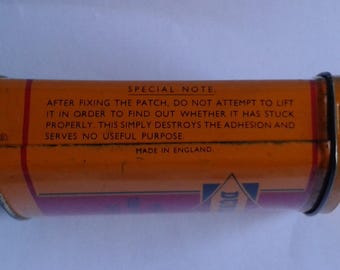 SPECIAL NOTE.
AFTER FIXING THE PATCH, DO NOT ATTEMPT TO LIFT
IT IN ORDER TO FIND OUT WHETHER IT HAS STUCK
PROPERLY. THIS SIMPLY DESTROYS THE ADHESION AND
SERVES NO USEFUL PURPOSE.
MADE IN ENGLAND.